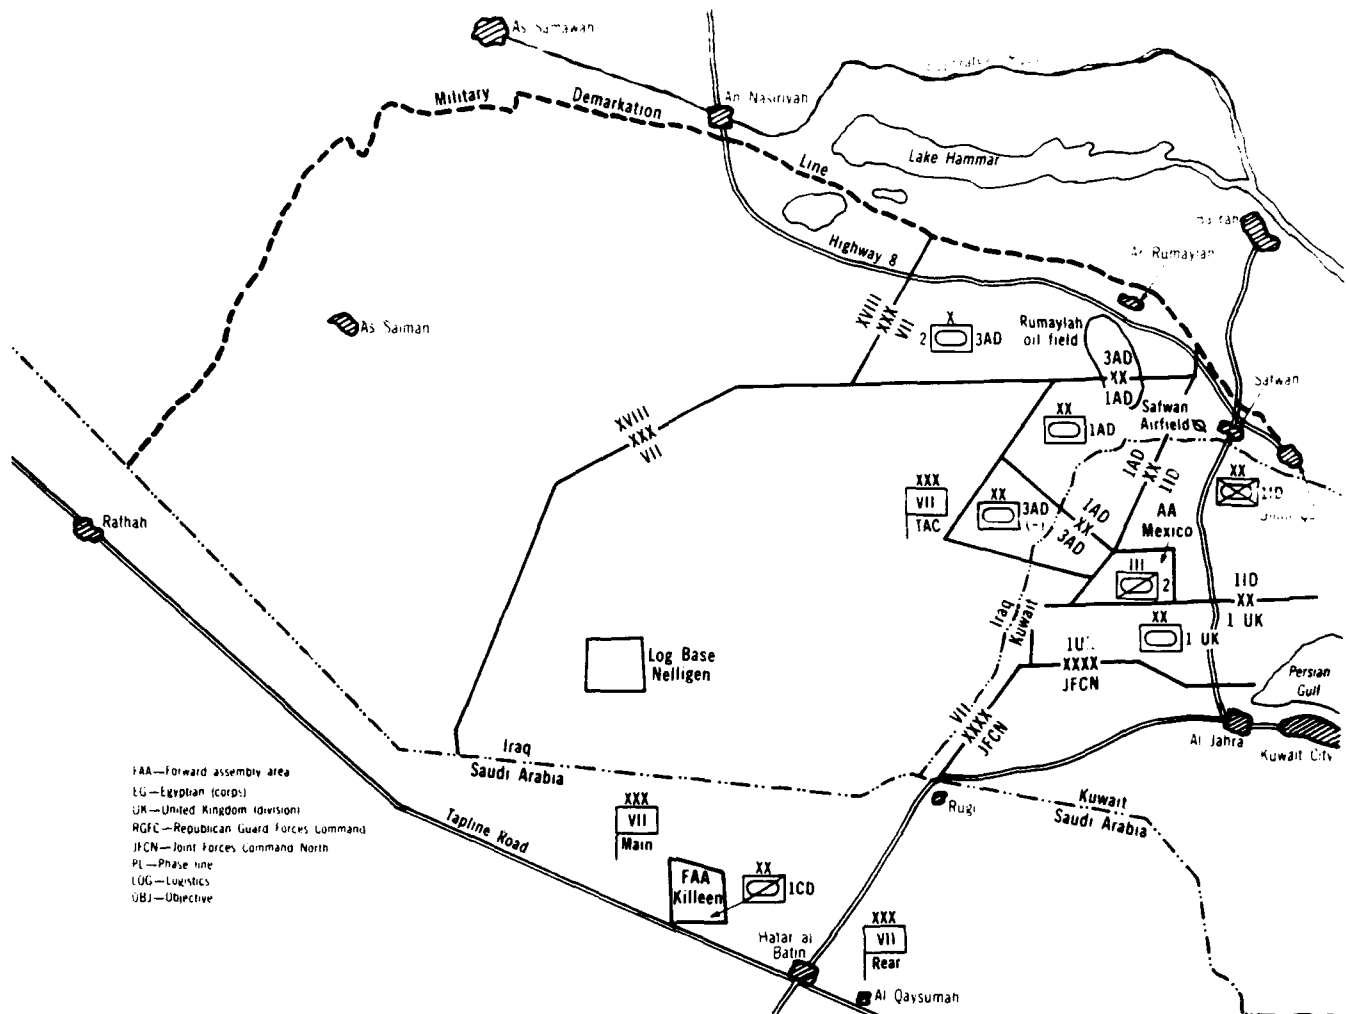 As Samawah
Military
Demarkation
Line
An Nasiriyah
Lake Hammar
Highway 8
Ar Rumaylah
As Salman
XVIII
XXX
VII
X
2
3AD
Rumaylah
oil field
3AD
XX
1AD
Safwan
XVIII
XXX
VII
XX
1AD
Safwan
Airfield
1AD
XX
1ID
XXX
VII
TAC
XX
3AD
(-)
1AD
XX
3AD
XX
1ID
AA
Mexico
III
2
Rafhah
Iraq
Kuwait
1ID
XX
1 UK
XX
1 UK
XXXX
JFCN
Log Base
Nelligen
VII
XXXX
JFCN
Persian
Gulf
Al Jahra
Kuwait City
Iraq
Saudi Arabia
Kuwait
Saudi Arabia
Ruqi
Tapline Road
XXX
VII
Main
FAA
Killeen
XX
1CD
Hafar al
Batin
XXX
VII
Rear
Al Qaysumah
FAA—Forward assembly area
EG—Egyptian (corps)
UK—United Kingdom (division)
RGFC—Republican Guard Forces Command
JFCN—Joint Forces Command North
PL—Phase line
LOG—Logistics
OBJ—Objective